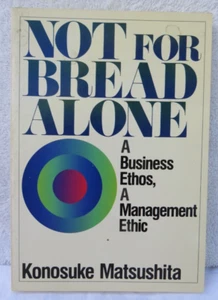 NOT FOR
BREAD
ALONE
A
Business
Ethos,
A
Management
Ethic
Konosuke Matsushita